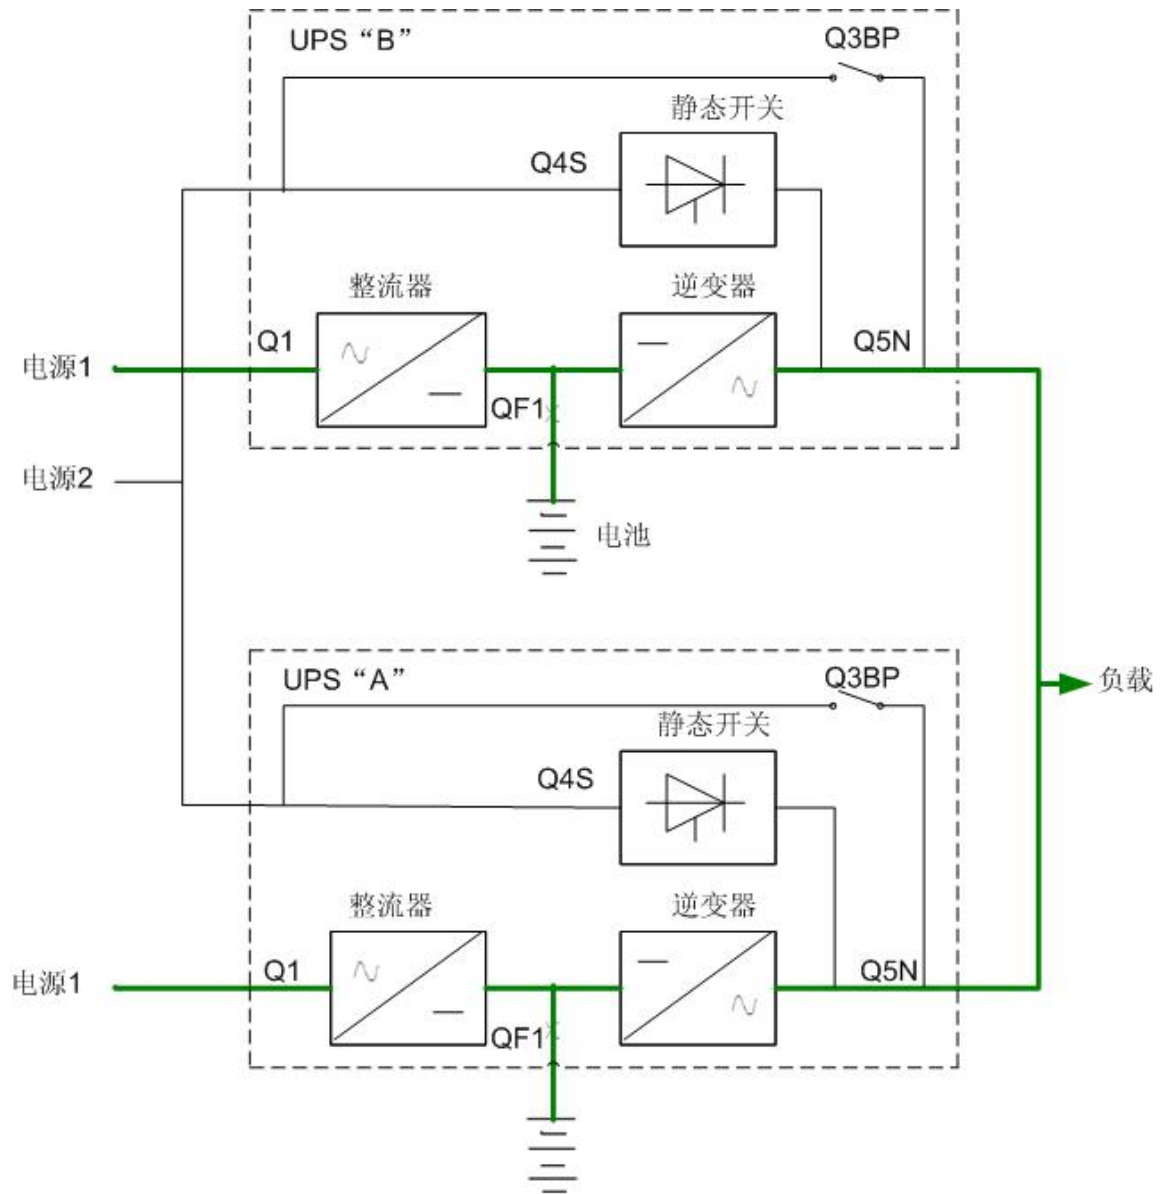 UPS“B”
Q3BP
静态开关
Q4S
整流器
逆变器
Q1
Q5N
电源1
QF1
电源2
电池
UPS“A”
Q3BP
负载
静态开关
Q4S
整流器
逆变器
Q1
Q5N
电源1
QF1